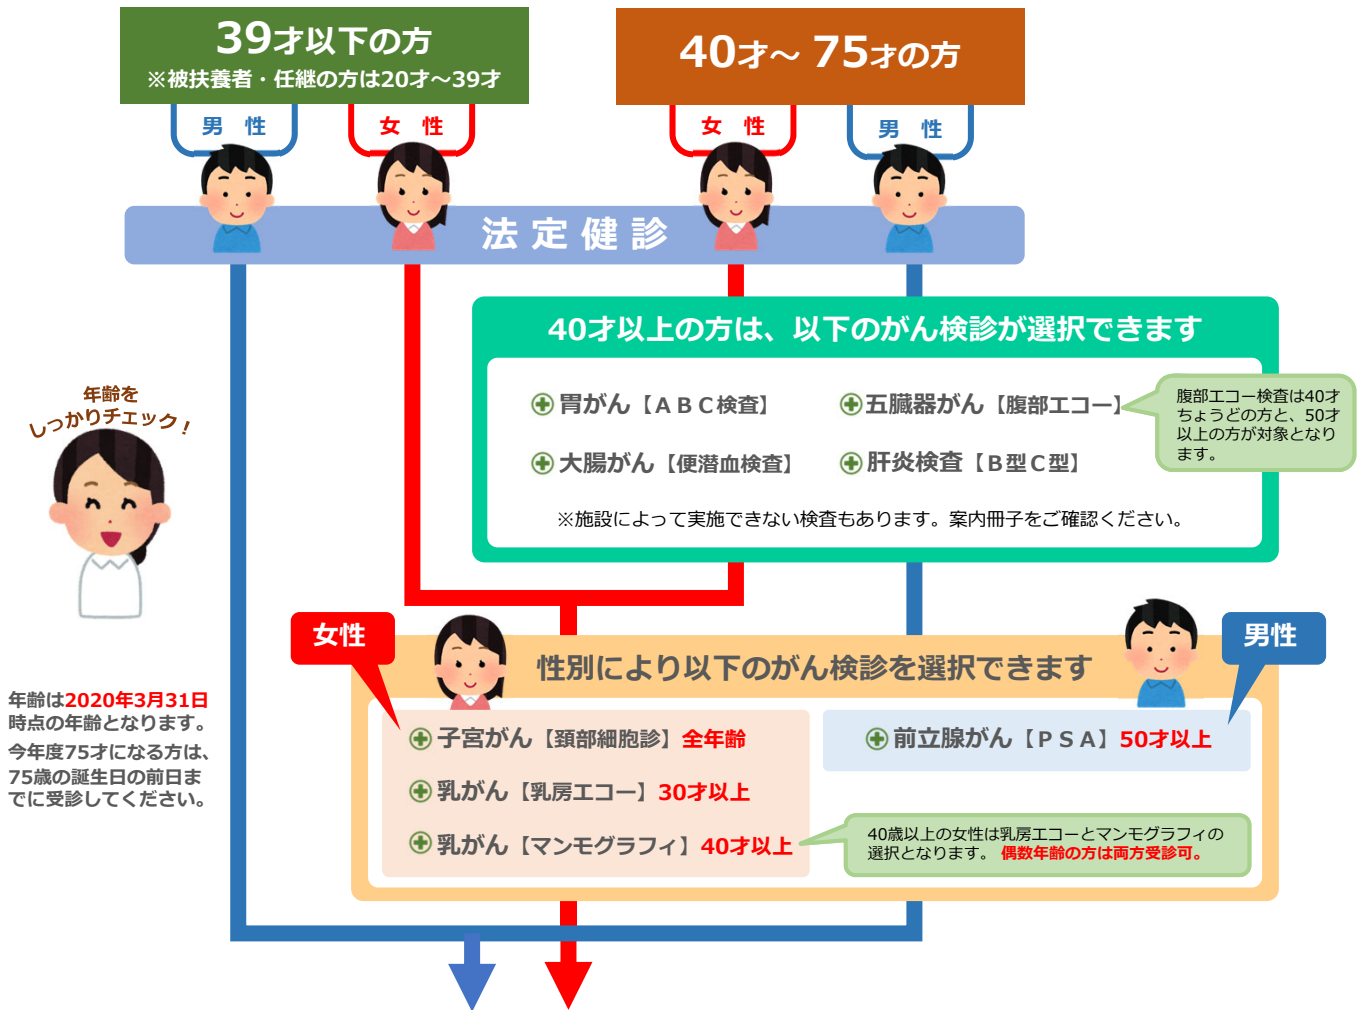 39才以下の方
※被扶養者・任継の方は20才～39才
40才～ 75才の方
男 性
女 性
女 性
男 性
法 定 健 診
40才以上の方は、以下のがん検診が選択できます
胃がん【ＡＢＣ検査】
五臓器がん【腹部エコー】
大腸がん【便潜血検査】
肝炎検査【Ｂ型Ｃ型】
※施設によって実施できない検査もあります。案内冊子をご確認ください。
腹部エコー検査は40才
ちょうどの方と、50才
以上の方が対象となり
ます。
年齢を
しっかりチェック！
年齢は2020年3月31日
時点の年齢となります。
今年度75才になる方は、
75歳の誕生日の前日ま
でに受診してください。
女性
男性
性別により以下のがん検診を選択できます
子宮がん【頚部細胞診】全年齢
乳がん【乳房エコー】30才以上
乳がん【マンモグラフィ】40才以上
前立腺がん【ＰＳＡ】50才以上
40歳以上の女性は乳房エコーとマンモグラフィの
選択となります。 偶数年齢の方は両方受診可。